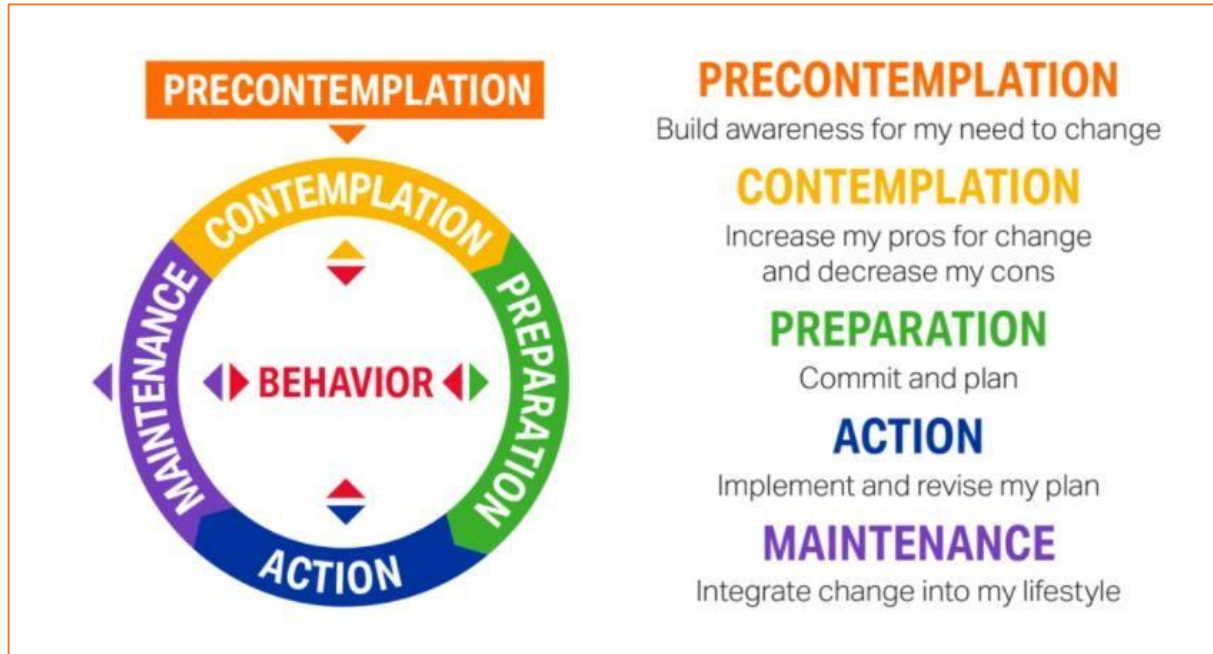 PRECONTEMPLATION
CONTEMPLATION
PREPARATION
ACTION
MAINTENANCE
BEHAVIOR
PRECONTEMPLATION
Build awareness for my need to change
CONTEMPLATION
Increase my pros for change
and decrease my cons
PREPARATION
Commit and plan
ACTION
Implement and revise my plan
MAINTENANCE
Integrate change into my lifestyle